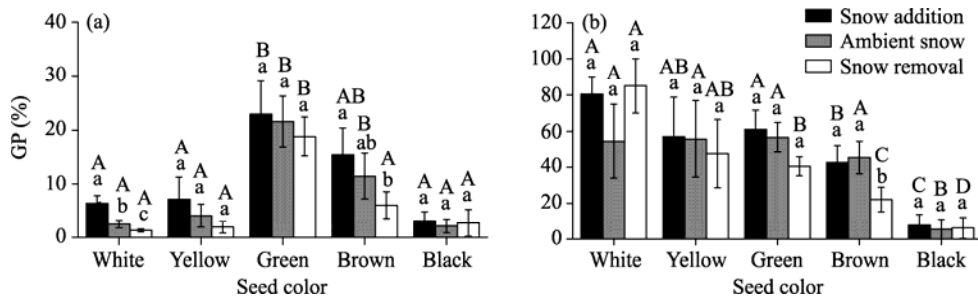 (a)
GP (%)
40
30
20
10
0
A A A
a b c
A A A
a a a
B B B
a a a
AB B A
a ab b
A A A
a a a
White Yellow Green Brown Black
Seed color
(b)
Snow addition
Ambient snow
Snow removal
120
100
80
60
40
20
0
A A A
a a a
AB A AB
a a a
A A B
a a a
B A C
a a b
C B D
a a a
White Yellow Green Brown Black
Seed color